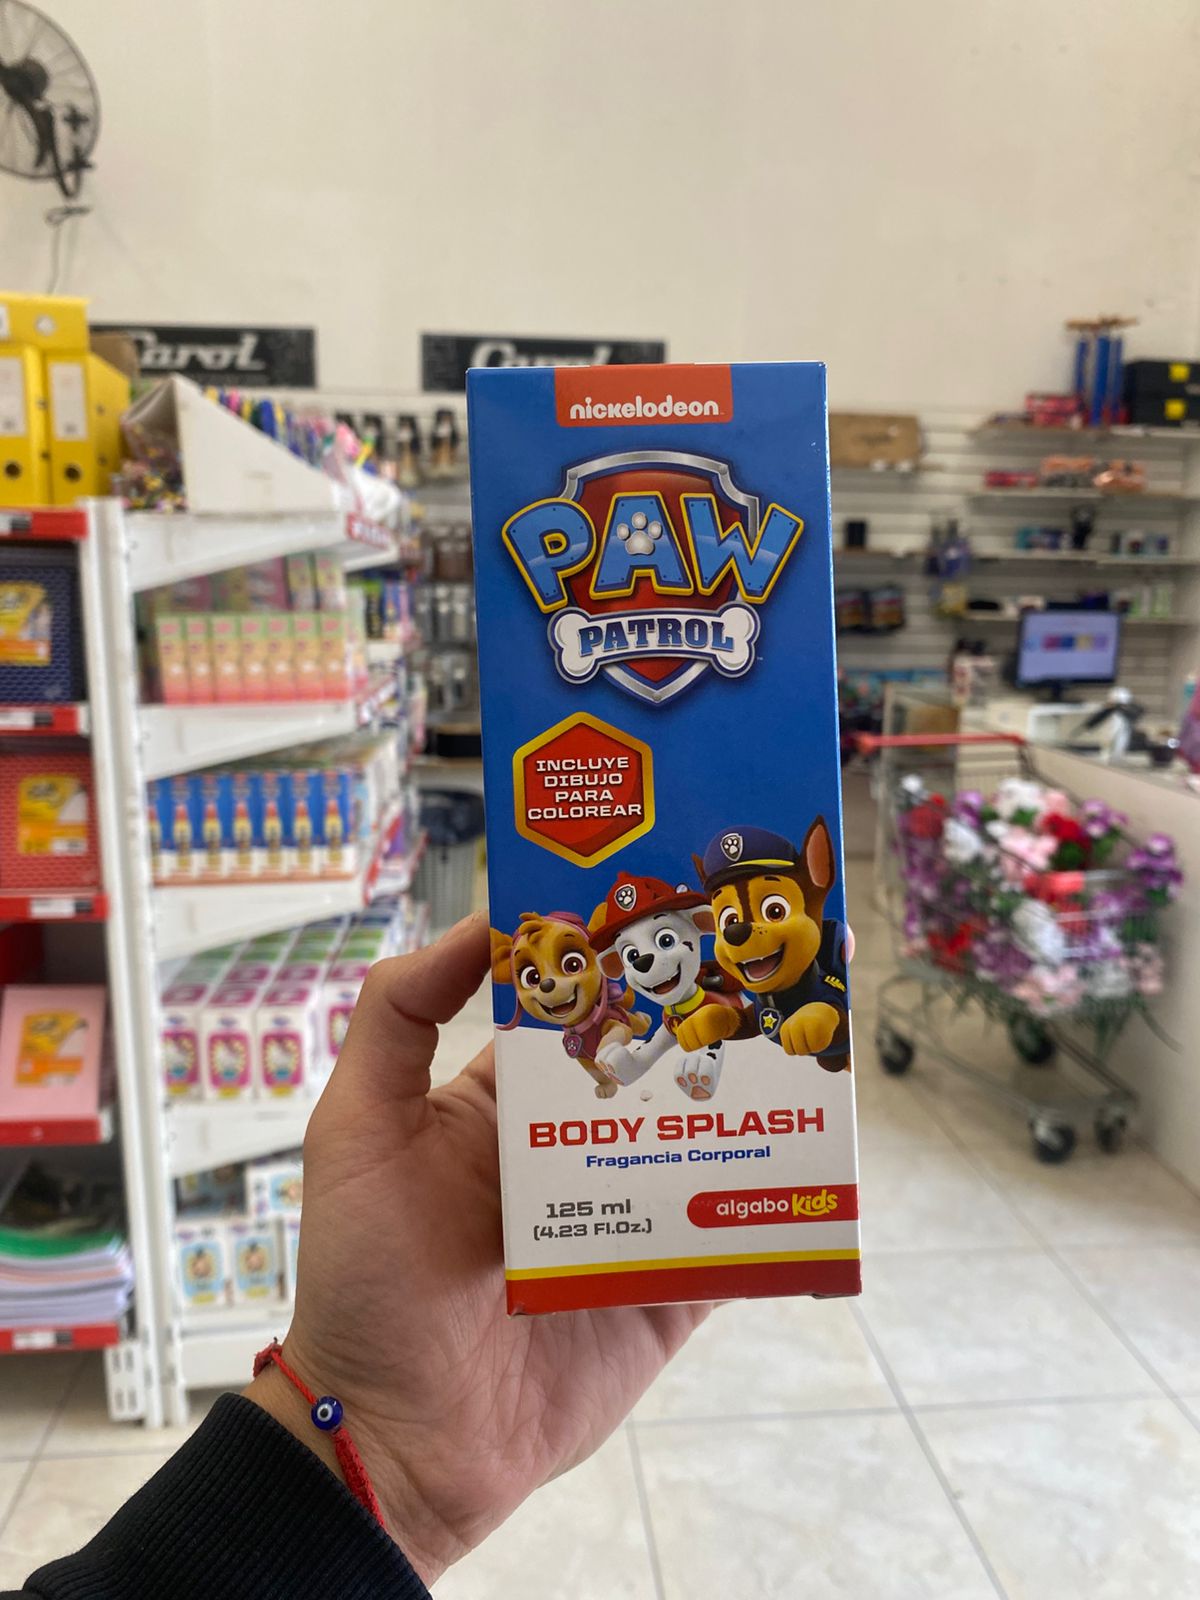 Carol
nickelodeon
PAW
PATROL
INCLUYE
DIBUJO
PARA
COLOREAR
BODY SPLASH
Fragancia Corporal
125 ml
(4.23 Fl.Oz.)
algabo kids